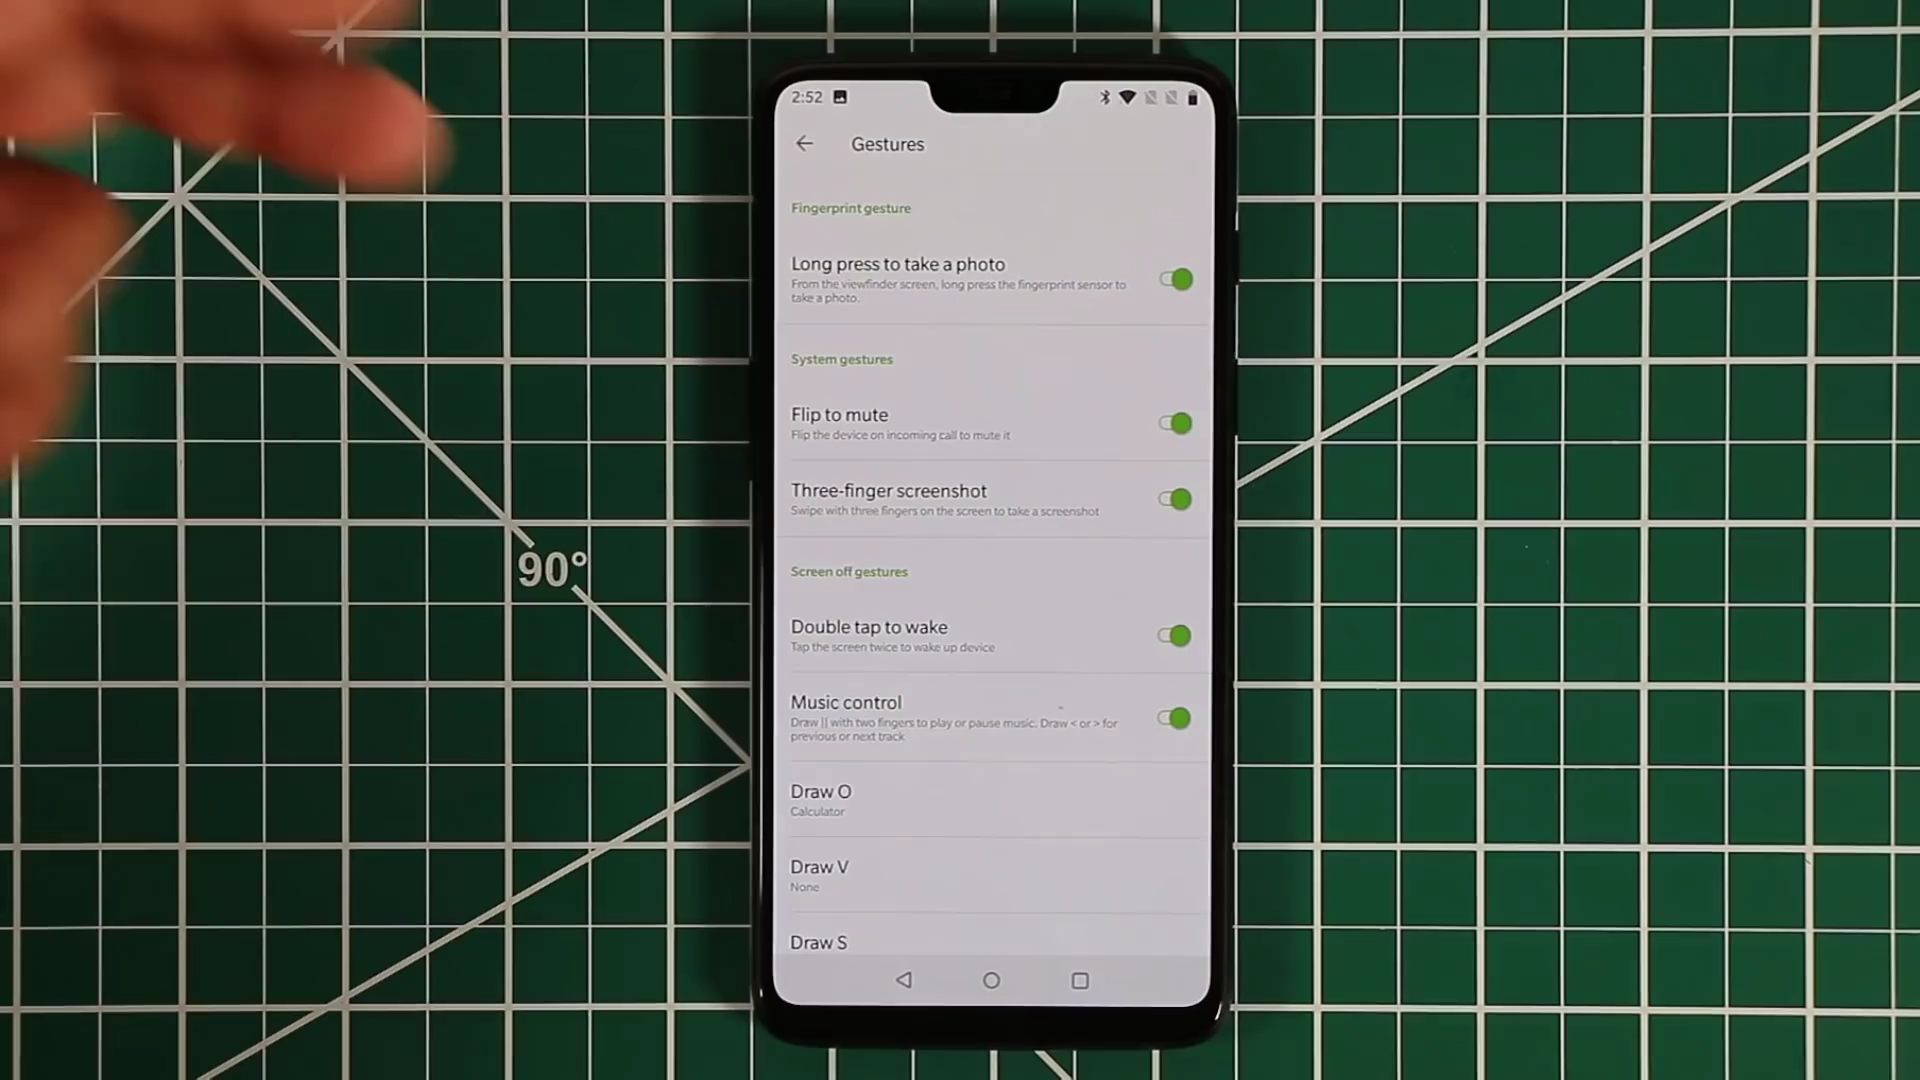 2:52
Gestures
Fingerprint gesture
Long press to take a photo
From the viewfinder screen, long press the fingerprint sensor to
take a photo.
System gestures
Flip to mute
Flip the device on incoming call to mute it
Three-finger screenshot
Swipe with three fingers on the screen to take a screenshot
Screen off gestures
Double tap to wake
Tap the screen twice to wake up device
Music control
Draw || with two fingers to play or pause music. Draw < or > for
previous or next track
Draw O
Calculator
Draw V
None
Draw S
90°